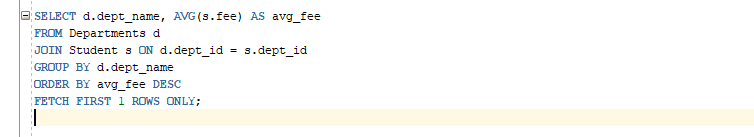 SELECT d.dept_name, AVG(s.fee) AS avg_fee
FROM Departments d
JOIN Student s ON d.dept_id = s.dept_id
GROUP BY d.dept_name
ORDER BY avg_fee DESC
FETCH FIRST 1 ROWS ONLY;